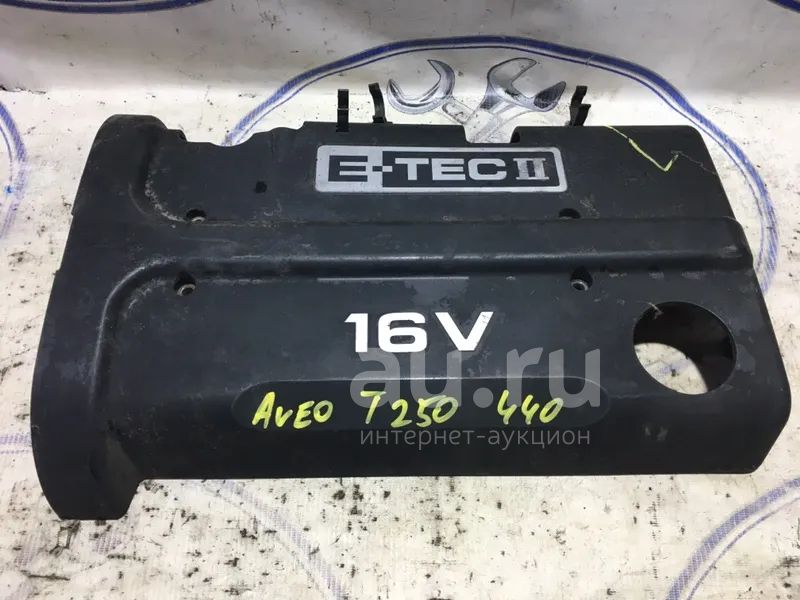 E-TEC II
16V
au.ru
AVEO T250 440
интернет-аукцион